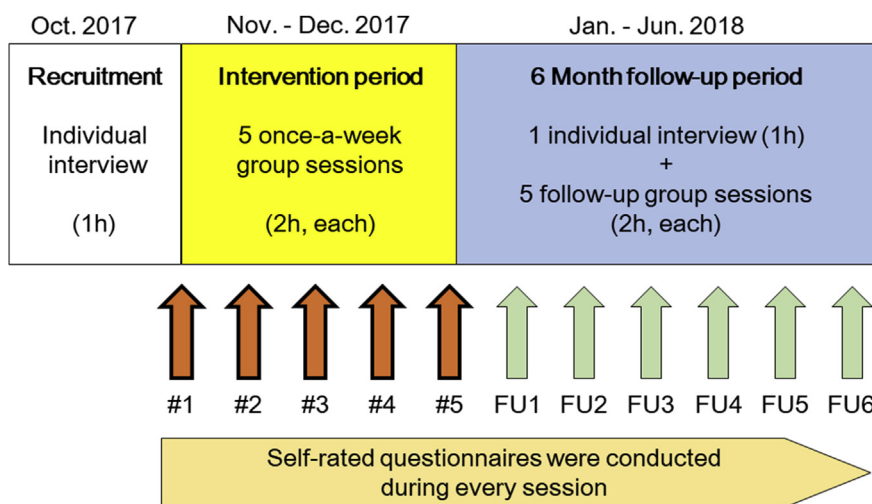 Oct. 2017
Nov. - Dec. 2017
Jan. - Jun. 2018
Recruitment
Individual
interview
(1h)
Intervention period
5 once-a-week
group sessions
(2h, each)
6 Month follow-up period
1 individual interview (1h)
+
5 follow-up group sessions
(2h, each)
#1 #2 #3 #4 #5 FU1 FU2 FU3 FU4 FU5 FU6
Self-rated questionnaires were conducted
during every session